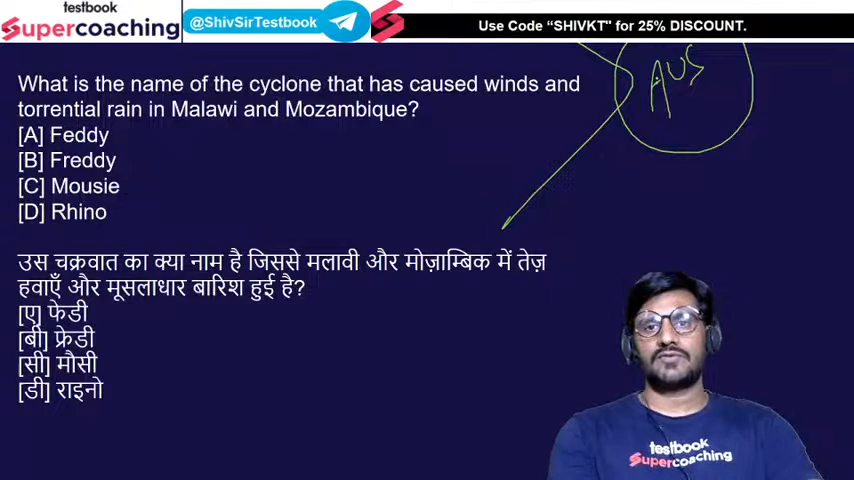 testbook
Supercoaching
@ShivSirTestbook
Use Code “SHIVKT" for 25% DISCOUNT.
AUS
What is the name of the cyclone that has caused winds and
torrential rain in Malawi and Mozambique?
[A] Feddy
[B] Freddy
[C] Mousie
[D] Rhino
उस चक्रवात का क्या नाम है जिससे मलावी और मोज़ाम्बिक में तेज़
हवाएँ और मूसलाधार बारिश हुई है?
[ए] फेडी
[बी] फ्रेडी
[सी] मौसी
[डी] राइनो
testbook
Supercoaching